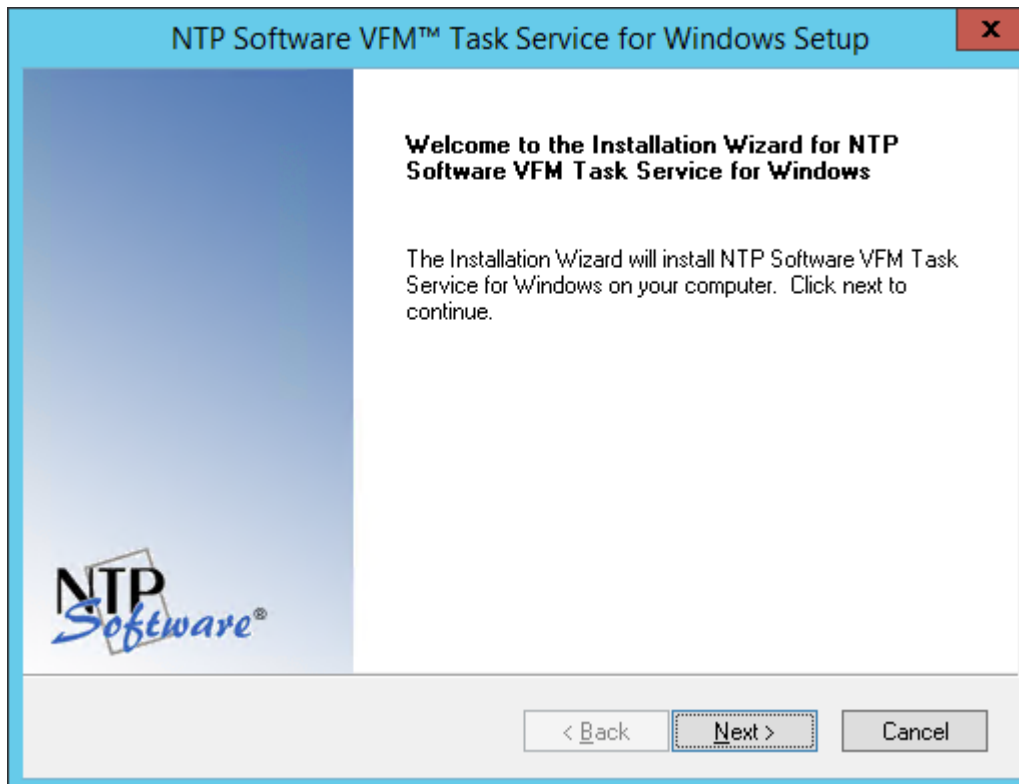 NTP Software VFM™ Task Service for Windows Setup
x
Welcome to the Installation Wizard for NTP
Software VFM Task Service for Windows
The Installation Wizard will install NTP Software VFM Task
Service for Windows on your computer.  Click next to
continue.
NTP
Software®
< Back
Next >
Cancel